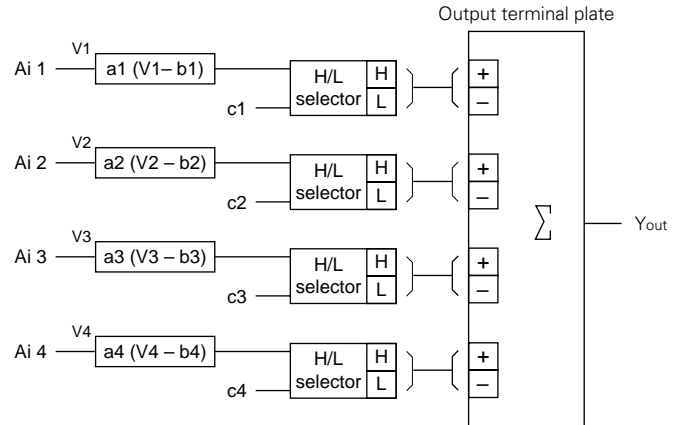 Output terminal plate
Ai 1
V1
a1 (V1– b1)
c1
H/L
selector
H
L
+
–
Ai 2
V2
a2 (V2 – b2)
c2
H/L
selector
H
L
+
–
Σ
Yout
Ai 3
V3
a3 (V3 – b3)
c3
H/L
selector
H
L
+
–
Ai 4
V4
a4 (V4 – b4)
c4
H/L
selector
H
L
+
–